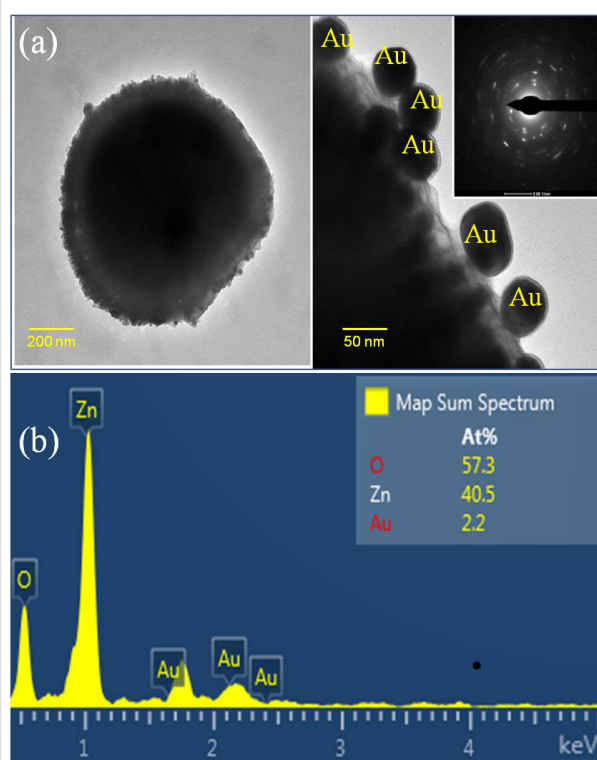 (a)
Au
Au
Au
Au
Au
Au
200 nm
50 nm
(b)
Zn
O
Au
Au
Au
Map Sum Spectrum
At%
O 57.3
Zn 40.5
Au 2.2
1 2 3 4 keV